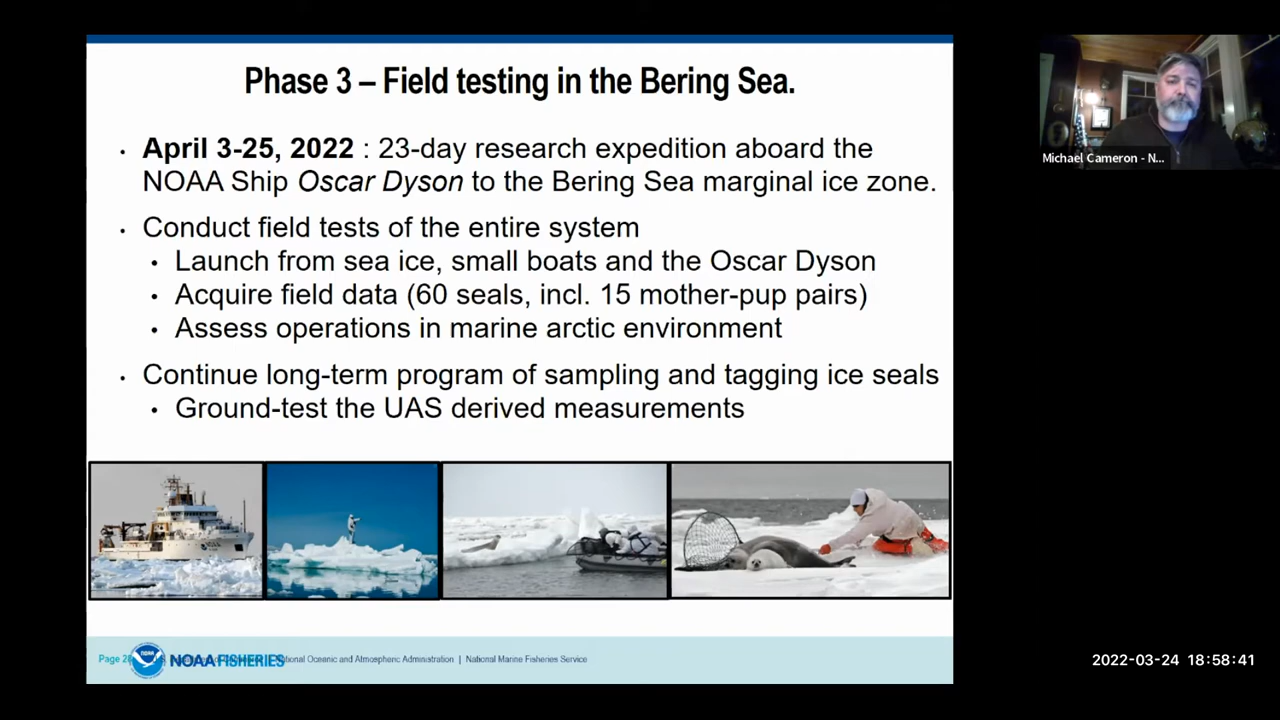 Phase 3 – Field testing in the Bering Sea.
• April 3-25, 2022 : 23-day research expedition aboard the
NOAA Ship Oscar Dyson to the Bering Sea marginal ice zone.
• Conduct field tests of the entire system
• Launch from sea ice, small boats and the Oscar Dyson
• Acquire field data (60 seals, incl. 15 mother-pup pairs)
• Assess operations in marine arctic environment
• Continue long-term program of sampling and tagging ice seals
• Ground-test the UAS derived measurements
Michael Cameron - N...
NOAA
NOAA FISHERIES
National Oceanic and Atmospheric Administration | National Marine Fisheries Service
2022-03-24 18:58:41